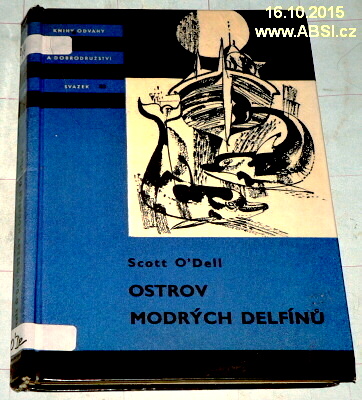 16.10.2015
www.ABSI.cz
KNIHY ODVAHY
A DOBRODRUŽSTVÍ
SVAZEK
Scott O'Dell
OSTROV
MODRÝCH DELFÍNŮ